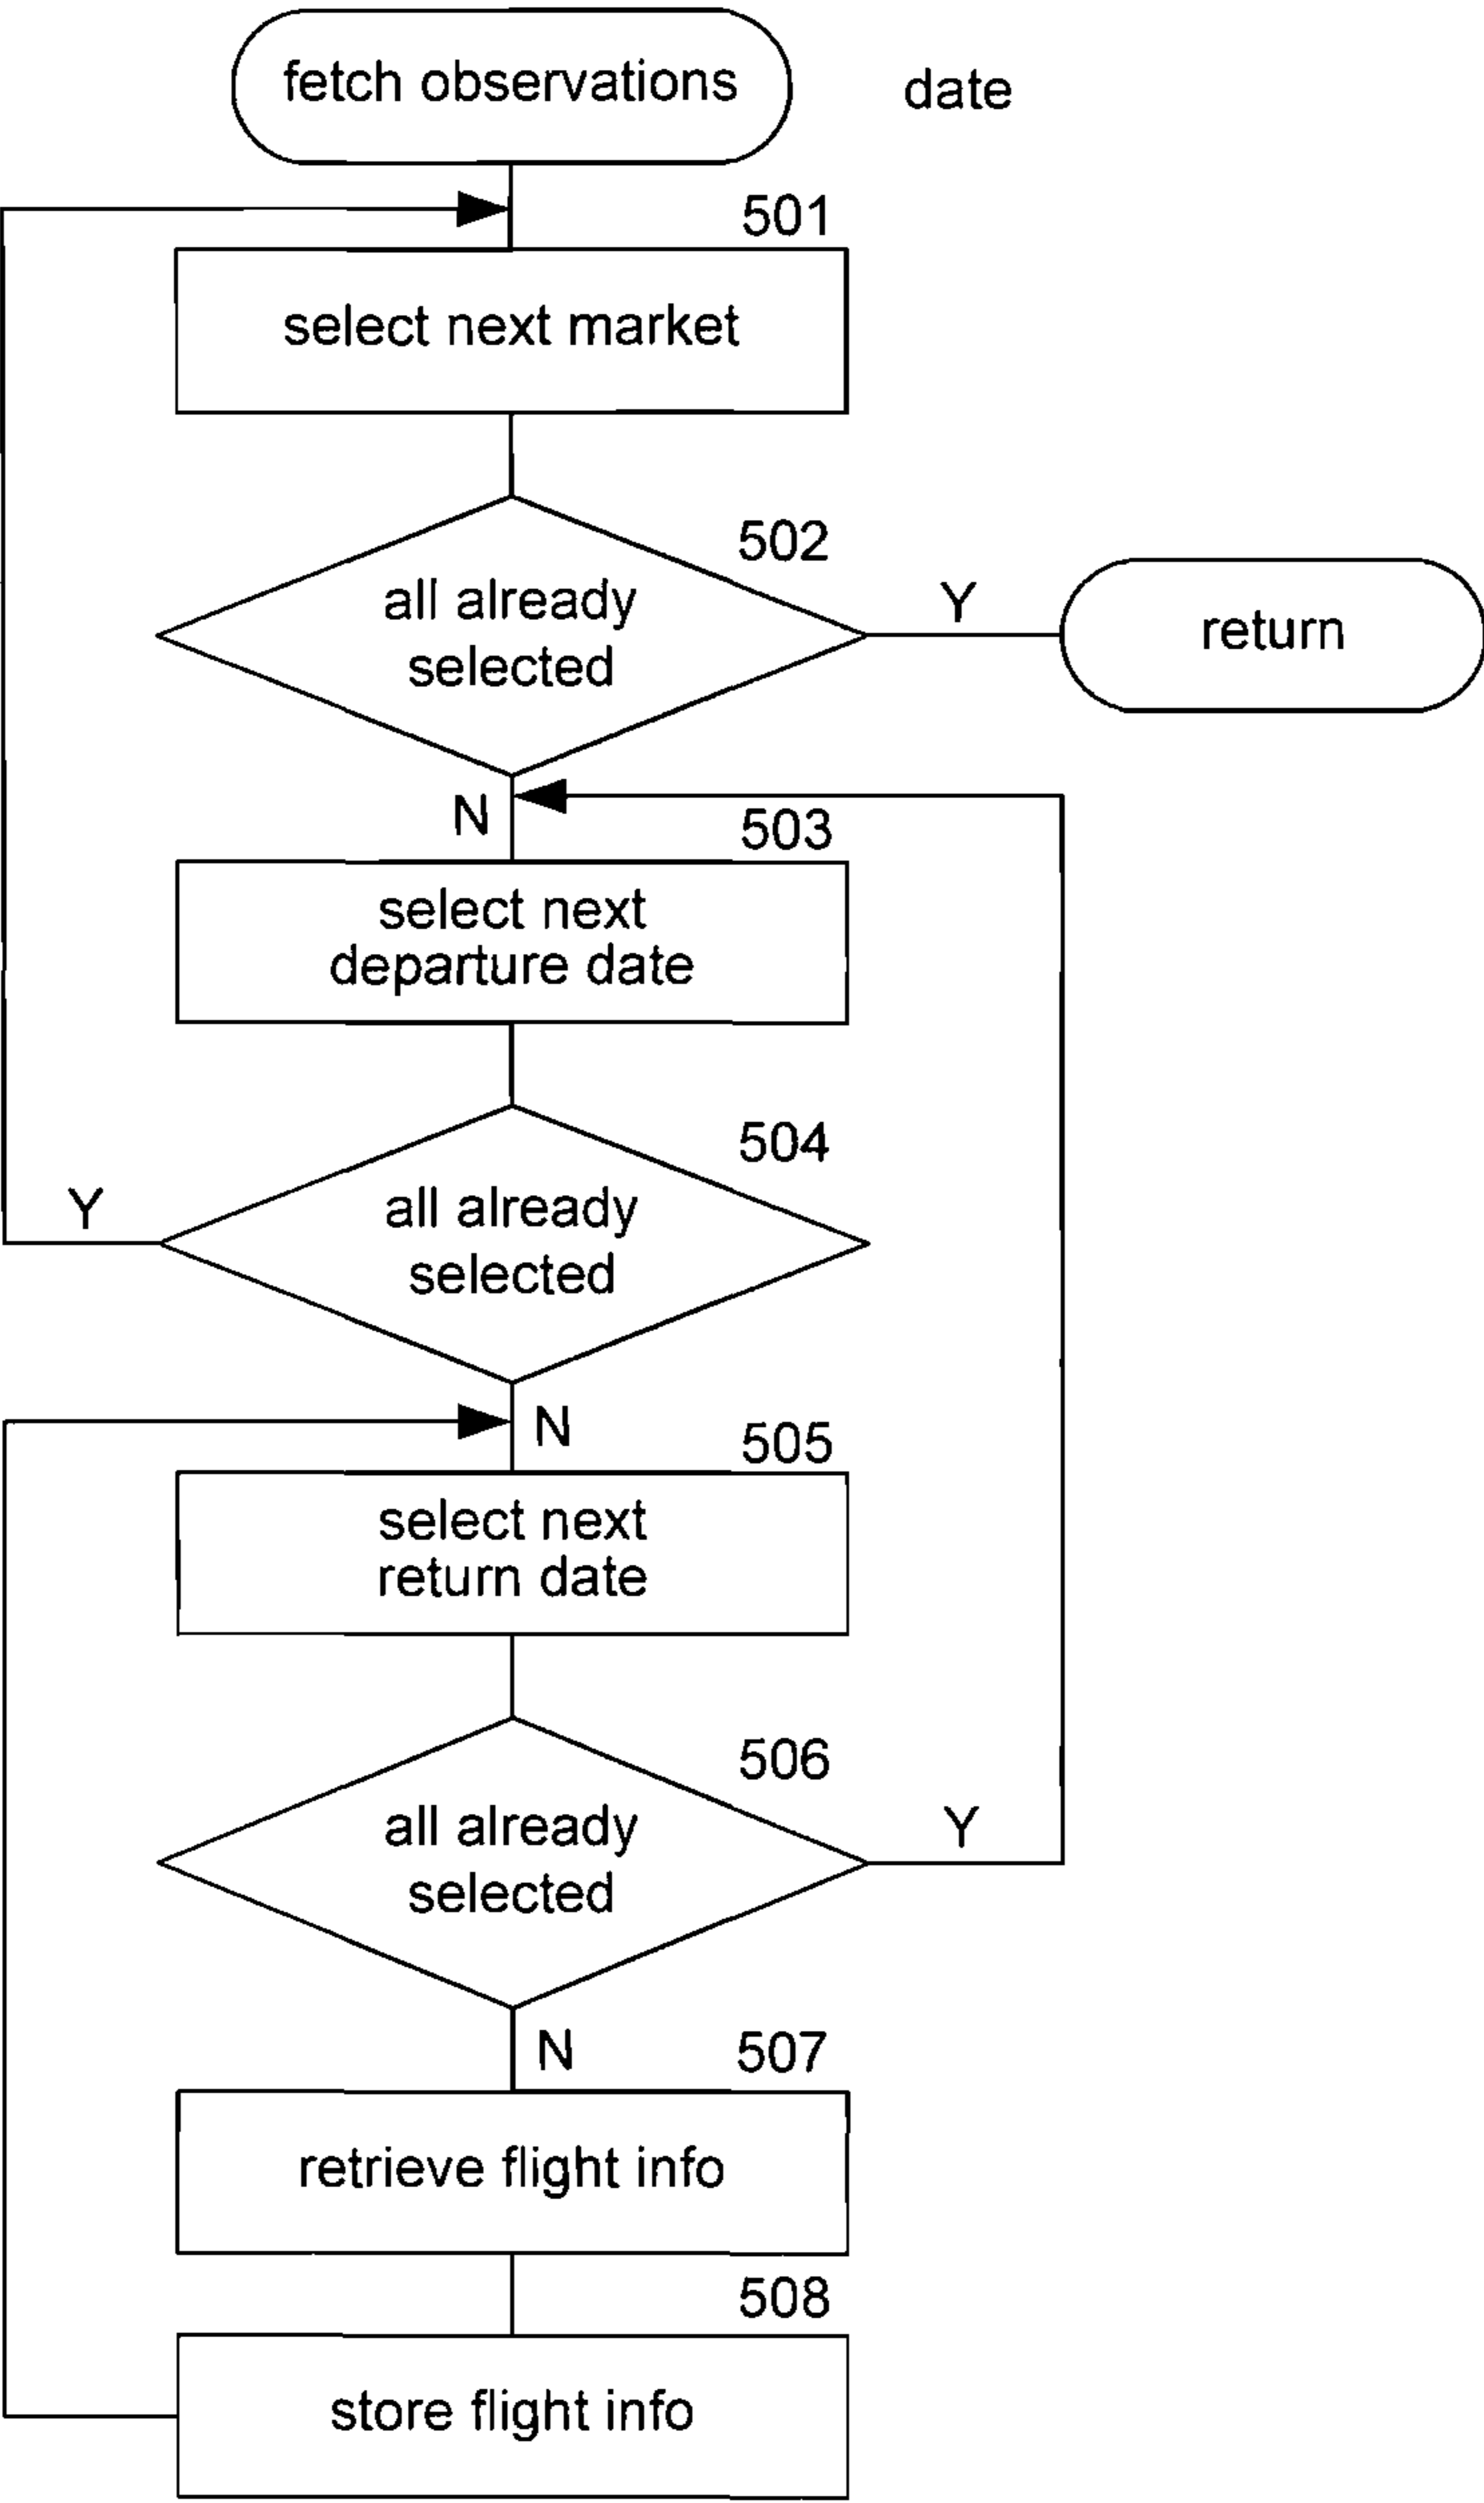 fetch observations
date
501
select next market
502
all already
selected
Y
return
N
503
select next
departure date
504
all already
selected
Y
N
505
select next
return date
506
all already
selected
Y
N
507
retrieve flight info
508
store flight info